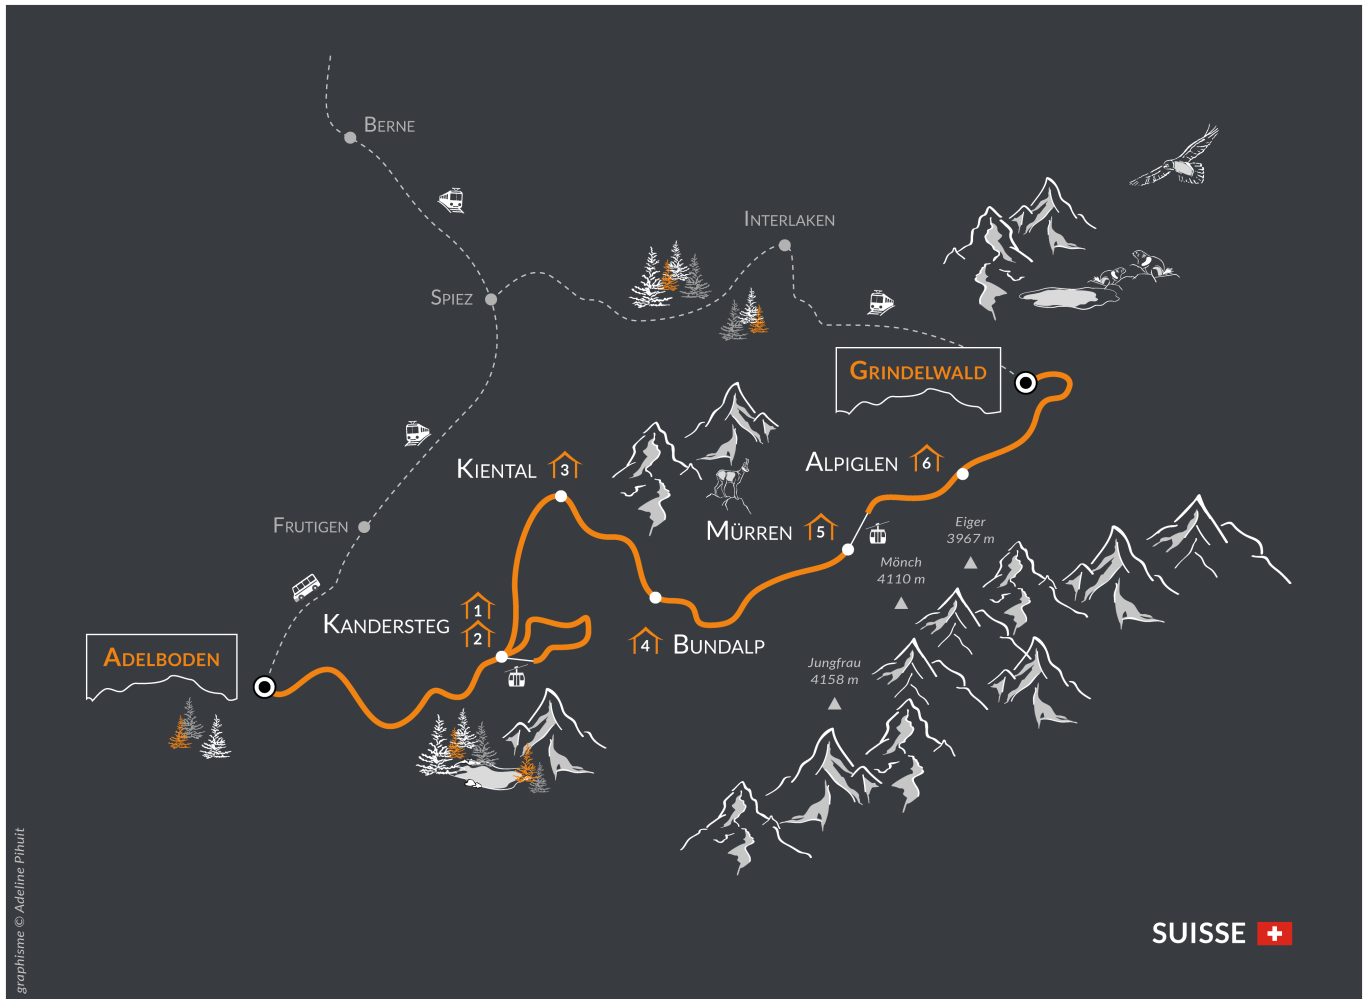 BERNE
INTERLAKEN
SPIEZ
GRINDELWALD
KIENTAL 3
ALPIGLEN 6
FRUTIGEN
MÜRREN 5
Eiger
3967 m
Mönch
4110 m
1
KANDERSTEG
2
4 BUNDALP
ADELBODEN
Jungfrau
4158 m
SUISSE
graphisme © Adeline Pihuit